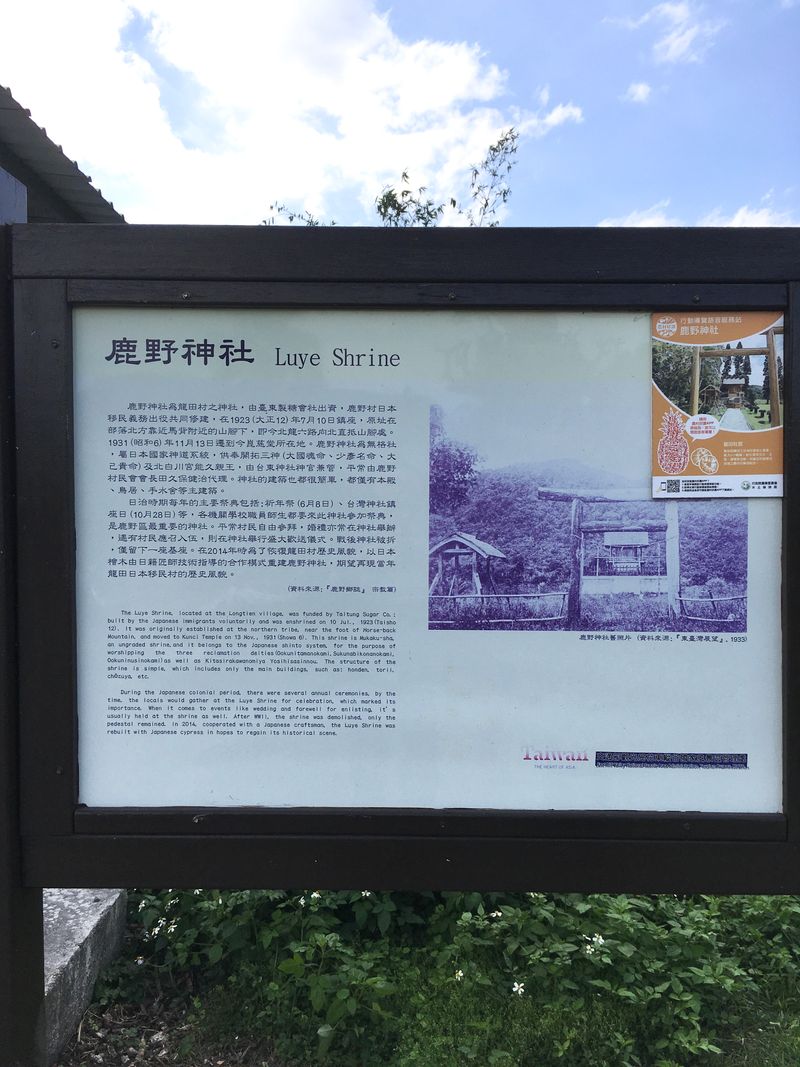 鹿野神社 Luye Shrine
鹿野神社為龍田村之神社，由臺東製糖會社出資，鹿野村日本
移民義務出役共同修建，在1923(大正12)年7月10日鎮座，原址在
部落北方靠近馬背附近的山腳下，即今北龍六路向北直抵山腳處。
1931(昭和6)年11月13日遷到今崑慈堂所在地。鹿野神社為無格社
，屬日本國家神道系統，供奉開拓三神(大國魂命、少彥名命、大
己貴命)及北白川宮能久親王，由台東神社神官兼管，平常由鹿野
村民會會長田久保健治代理。神社的建築也都很簡單，都僅有本殿
、鳥居、手水舍等主建築。
日治時期每年的主要祭典包括:祈年祭(6月8日)、台灣神社鎮
座日(10月28日)等，各機關學校職員師生都要來此神社參加祭典，
是鹿野區最重要的神社。平常村民自由參拜，婚禮亦常在神社舉辦
，遇有村民應召入伍，則在神社舉行盛大歡送儀式。戰後神社被拆
，僅留下一座基座。在2014年時為了恢復龍田村歷史風貌，以日本
檜木由日籍匠師技術指導的合作模式重建鹿野神社，期望再現當年
龍田日本移民村的歷史風貌。
(資料來源:『鹿野鄉誌』 宗教篇)
The Luye Shrine, located at the Longtien village, was funded by Taitung Sugar Co.;
built by the Japanese immigrants voluntarily and was enshrined on 10 Jul., 1923(Taisho
12). It was originally established at the northern tribe, near the foot of Horse-back
Mountain, and moved to Kunci Temple on 13 Nov., 1931(Showa 6). This shrine is Mukaku-sha,
an ungraded shrine,and it belongs to the Japanese shinto system, for the purpose of
worshipping the three reclamation deities(Ookunitamanokami,Sukunabikonanokami,
Ookuninusinokami)as well as Kitasirakawanomiya Yosihisasinnou. The structure of the
shrine is simple, which includes only the main buildings, such as: honden, torii,
chōzuya, etc.
During the Japanese colonial period, there were several annual ceremonies, by the
time, the locals would gather at the Luye Shrine for celebration, which marked its
importance. When it comes to events like wedding and farewell for enlisting, it's
usually held at the shrine as well. After WWII, the shrine was demolished, only the
pedestal remained. In 2014, cooperated with a Japanese craftsman, the Luye Shrine was
rebuilt with Japanese cypress in hopes to regain its historical scene.
鹿野神社舊照片 (資料來源:『東臺灣展望』, 1933)
Taiwan
THE HEART OF ASIA
行動導覽語音服務站
鹿野神社